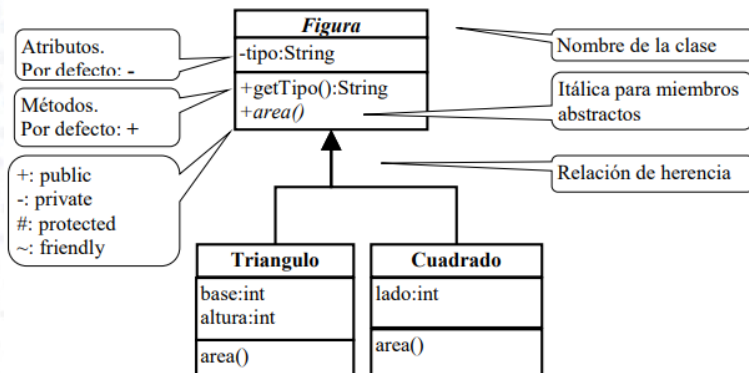 Figura
-tipo:String
+getTipo():String
+area()
Atributos.
Por defecto: -
Métodos.
Por defecto: +
+: public
-: private
#: protected
~: friendly
Nombre de la clase
Itálica para miembros
abstractos
Relación de herencia
Triangulo
base:int
altura:int
area()
Cuadrado
lado:int
area()